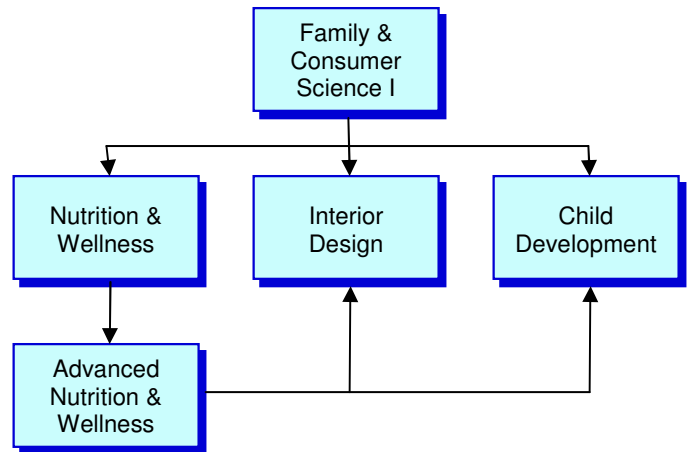 Family &
Consumer
Science I
Nutrition &
Wellness
Interior
Design
Child
Development
Advanced
Nutrition &
Wellness